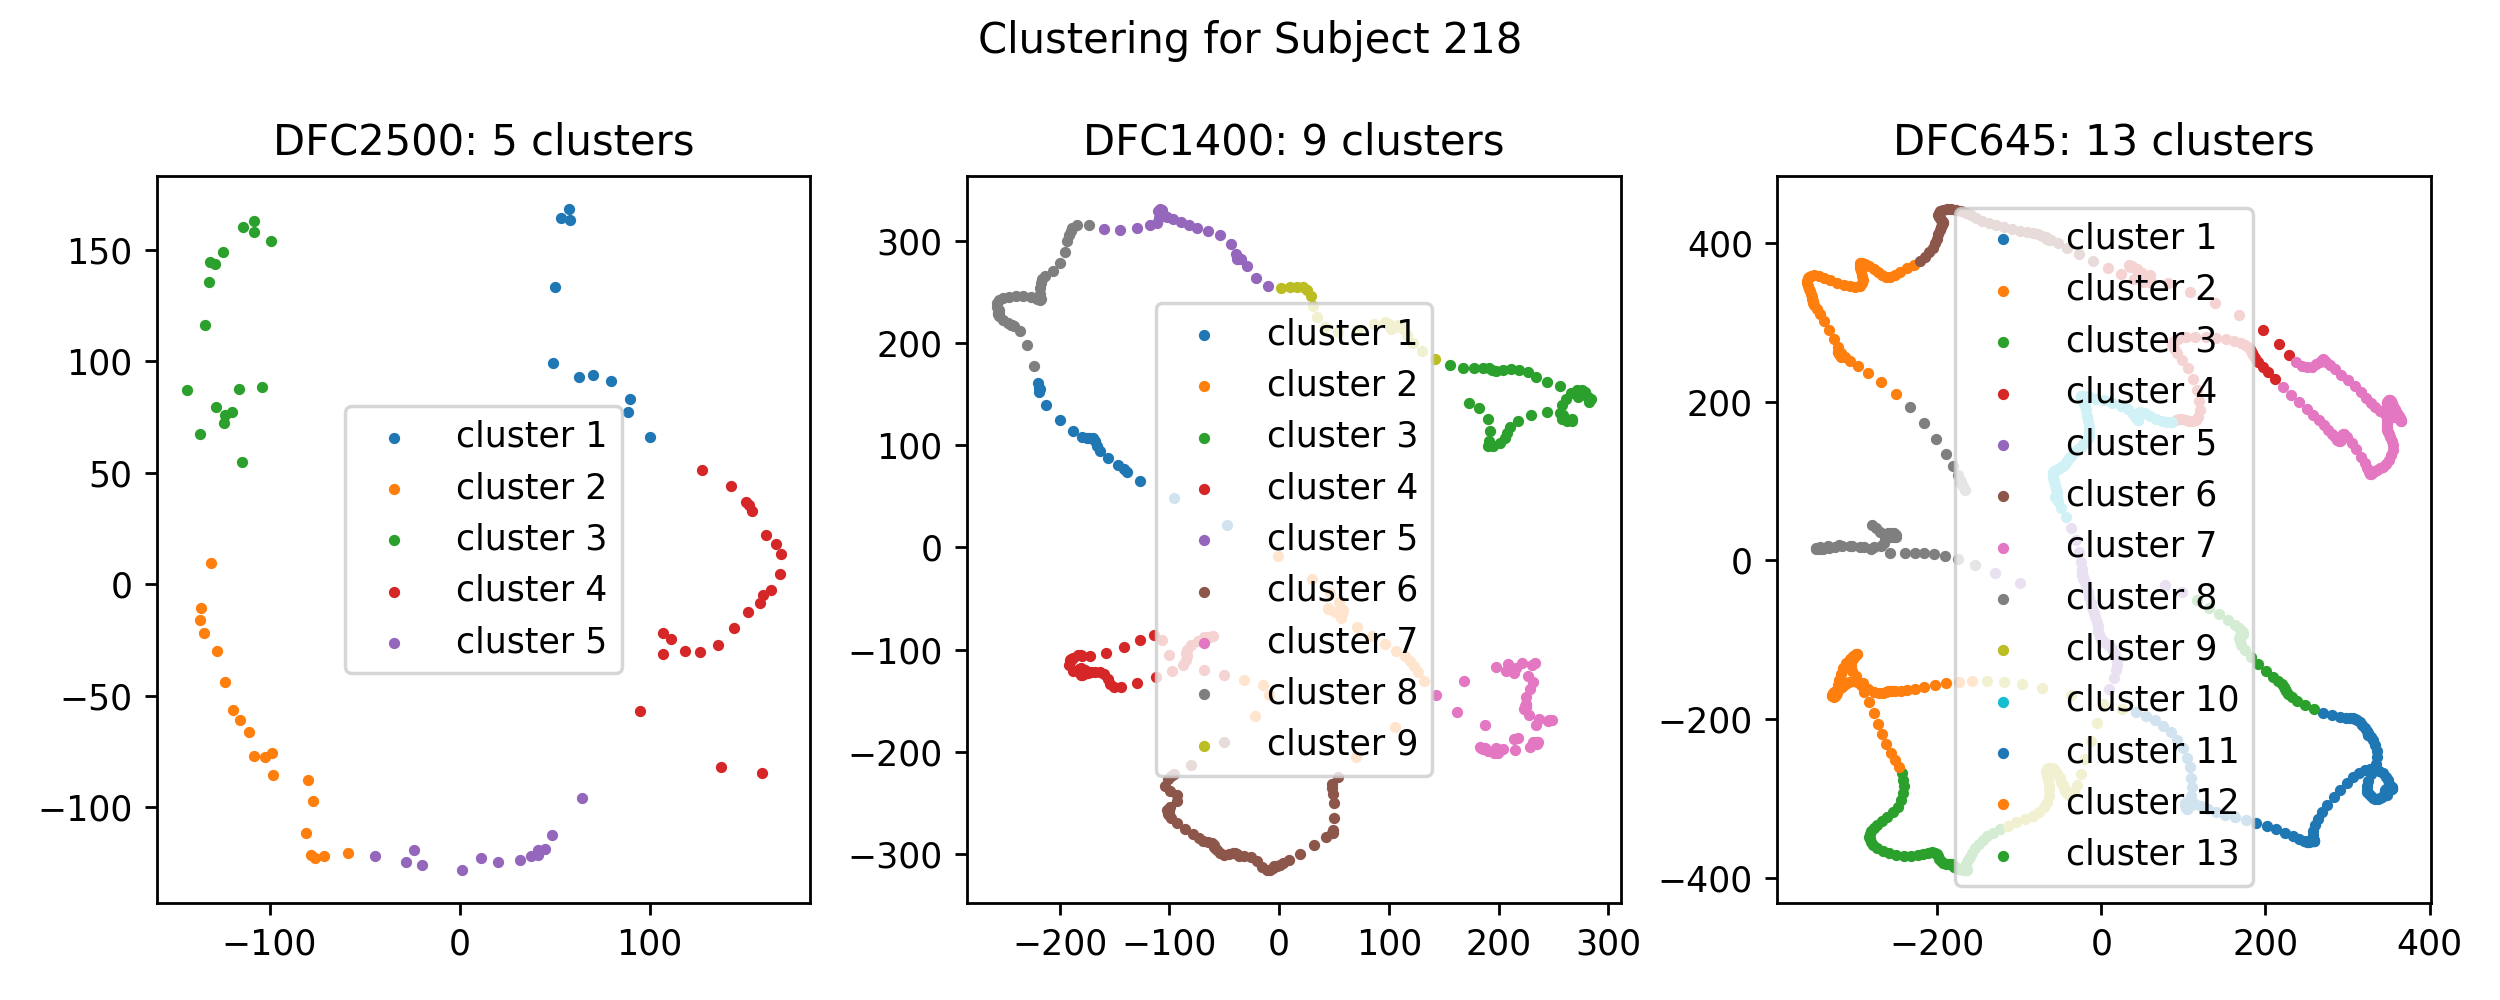 Clustering for Subject 218
DFC2500: 5 clusters
150
100
50
0
−50
−100
−100
0
100
cluster 1
cluster 2
cluster 3
cluster 4
cluster 5
DFC1400: 9 clusters
300
200
100
0
−100
−200
−300
−200
−100
0
100
200
300
cluster 1
cluster 2
cluster 3
cluster 4
cluster 5
cluster 6
cluster 7
cluster 8
cluster 9
DFC645: 13 clusters
400
200
0
−200
−400
−200
0
200
400
cluster 1
cluster 2
cluster 3
cluster 4
cluster 5
cluster 6
cluster 7
cluster 8
cluster 9
cluster 10
cluster 11
cluster 12
cluster 13